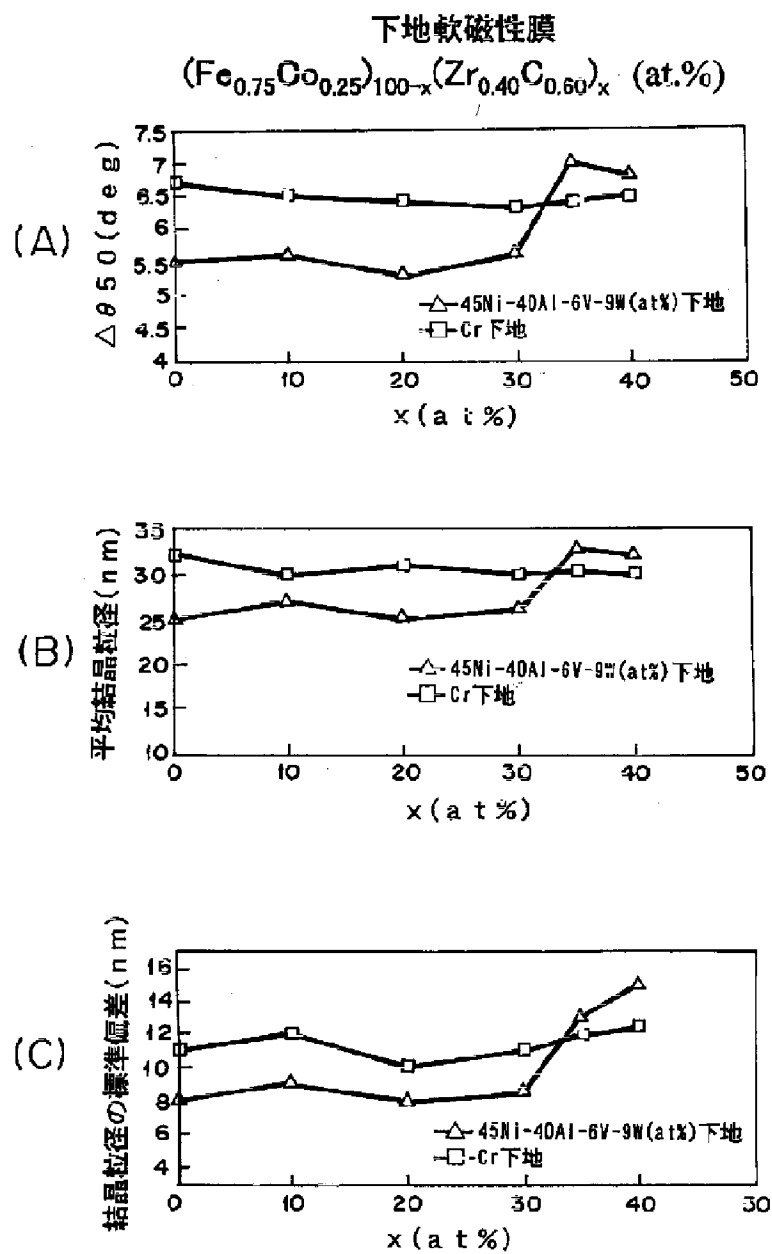 下地軟磁性膜
(Fe0.75Co0.25)100-x(Zr0.40C0.60)x (at.%)
(A)
△θ50(deg)
7.5
7
6.5
6
5.5
5
4.5
4
△ 45Ni-40Al-6V-9W(at%)下地
□ Cr下地
0 10 20 30 40 50
x(at%)
(B)
平均結晶粒径(nm)
35
30
25
20
15
10
△ 45Ni-40Al-6V-9W(at%)下地
□ Cr下地
0 10 20 30 40 50
x(at%)
(C)
結晶粒径の標準偏差(nm)
16
14
12
10
8
6
4
△ 45Ni-40Al-6V-9W(at%)下地
□ Cr下地
0 10 20 30 40 30
x(at%)